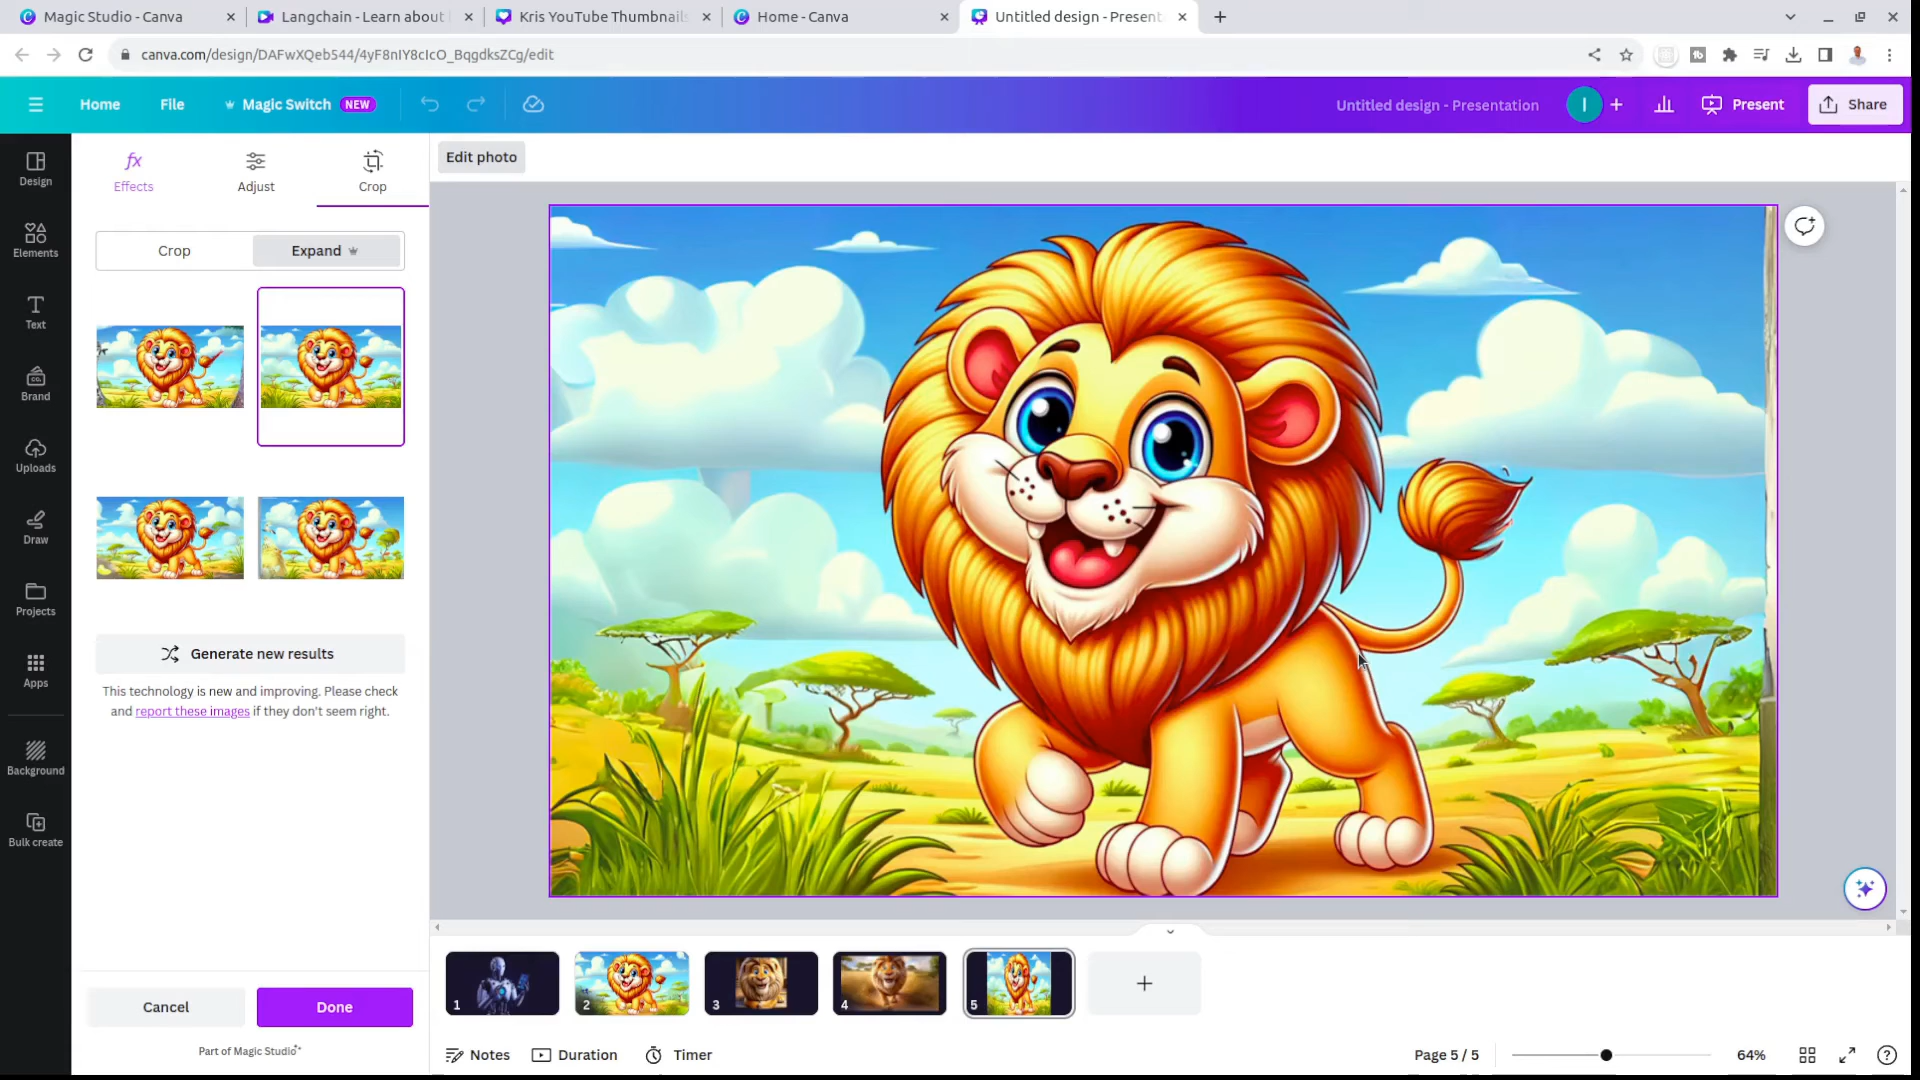 Magic Studio - Canva
Langchain - Learn about
Kris YouTube Thumbnails
Home - Canva
Untitled design - Present
canva.com/design/DAFwXQeb544/4yF8nIY8cIcO_BqgdksZCg/edit
Home
File
Magic Switch
NEW
Untitled design - Presentation
I
Present
Share
Design
Elements
Text
Brand
Uploads
Draw
Projects
Apps
Background
Bulk create
fx
Effects
Adjust
Crop
Crop
Expand
Generate new results
This technology is new and improving. Please check
and report these images if they don't seem right.
Cancel
Done
Part of Magic Studio
Edit photo
1
2
3
4
5
Notes
Duration
Timer
Page 5 / 5
64%